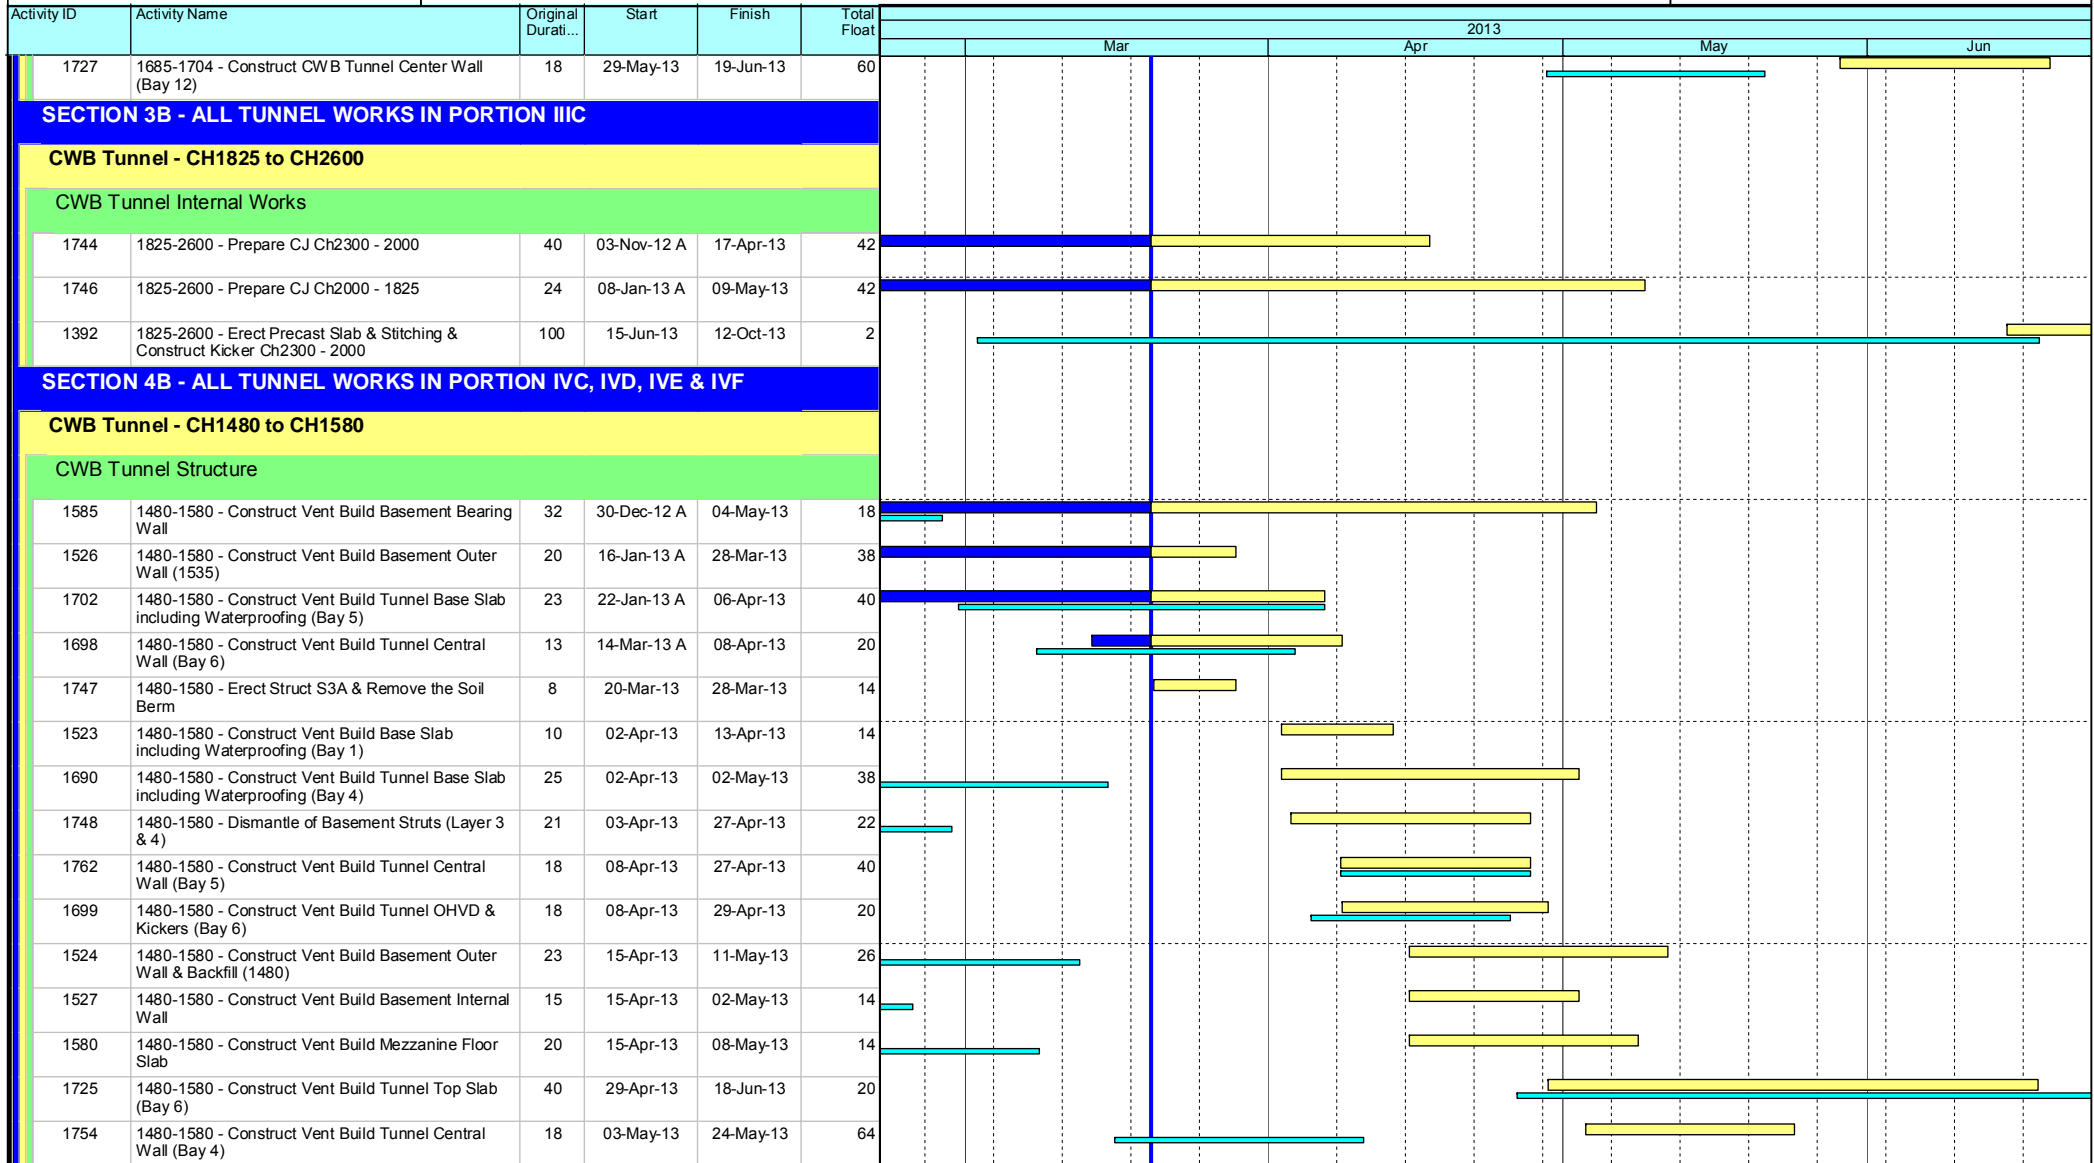 Activity ID Activity Name Original Start Finish Total
Durati... Float
2013
Mar Apr May Jun
1727 1685-1704 - Construct CWB Tunnel Center Wall 18 29-May-13 19-Jun-13 60
(Bay 12)
SECTION 3B - ALL TUNNEL WORKS IN PORTION IIIC
CWB Tunnel - CH1825 to CH2600
CWB Tunnel Internal Works
1744 1825-2600 - Prepare CJ Ch2300 - 2000 40 03-Nov-12 A 17-Apr-13 42
1746 1825-2600 - Prepare CJ Ch2000 - 1825 24 08-Jan-13 A 09-May-13 42
1392 1825-2600 - Erect Precast Slab & Stitching & 100 15-Jun-13 12-Oct-13 2
Construct Kicker Ch2300 - 2000
SECTION 4B - ALL TUNNEL WORKS IN PORTION IVC, IVD, IVE & IVF
CWB Tunnel - CH1480 to CH1580
CWB Tunnel Structure
1585 1480-1580 - Construct Vent Build Basement Bearing 32 30-Dec-12 A 04-May-13 18
Wall
1526 1480-1580 - Construct Vent Build Basement Outer 20 16-Jan-13 A 28-Mar-13 38
Wall (1535)
1702 1480-1580 - Construct Vent Build Tunnel Base Slab 23 22-Jan-13 A 06-Apr-13 40
including Waterproofing (Bay 5)
1698 1480-1580 - Construct Vent Build Tunnel Central 13 14-Mar-13 A 08-Apr-13 20
Wall (Bay 6)
1747 1480-1580 - Erect Struct S3A & Remove the Soil 8 20-Mar-13 28-Mar-13 14
Berm
1523 1480-1580 - Construct Vent Build Base Slab 10 02-Apr-13 13-Apr-13 14
including Waterproofing (Bay 1)
1690 1480-1580 - Construct Vent Build Tunnel Base Slab 25 02-Apr-13 02-May-13 38
including Waterproofing (Bay 4)
1748 1480-1580 - Dismantle of Basement Struts (Layer 3 21 03-Apr-13 27-Apr-13 22
& 4)
1762 1480-1580 - Construct Vent Build Tunnel Central 18 08-Apr-13 27-Apr-13 40
Wall (Bay 5)
1699 1480-1580 - Construct Vent Build Tunnel OHVD & 18 08-Apr-13 29-Apr-13 20
Kickers (Bay 6)
1524 1480-1580 - Construct Vent Build Basement Outer 23 15-Apr-13 11-May-13 26
Wall & Backfill (1480)
1527 1480-1580 - Construct Vent Build Basement Internal 15 15-Apr-13 02-May-13 14
Wall
1580 1480-1580 - Construct Vent Build Mezzanine Floor 20 15-Apr-13 08-May-13 14
Slab
1725 1480-1580 - Construct Vent Build Tunnel Top Slab 40 29-Apr-13 18-Jun-13 20
(Bay 6)
1754 1480-1580 - Construct Vent Build Tunnel Central 18 03-May-13 24-May-13 64
Wall (Bay 4)